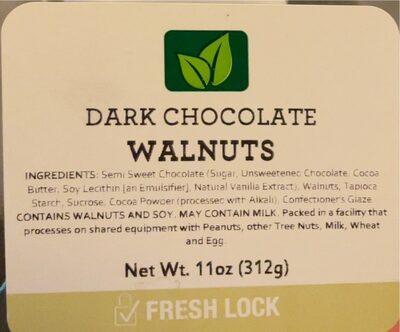 DARK CHOCOLATE
WALNUTS
INGREDIENTS: Semi Sweet Chocolate (Sugar, Unsweetened Chocolate, Cocoa
Butter, Soy Lecithin [an Emulsifier], Natural Vanilla Extract), Walnuts, Tapioca
Starch, Sucrose, Cocoa Powder (processed with Alkali), Confectioner's Glaze.
CONTAINS WALNUTS AND SOY. MAY CONTAIN MILK. Packed in a facility that
processes on shared equipment with Peanuts, other Tree Nuts, Milk, Wheat
and Egg.
Net Wt. 11oz (312g)
FRESH LOCK